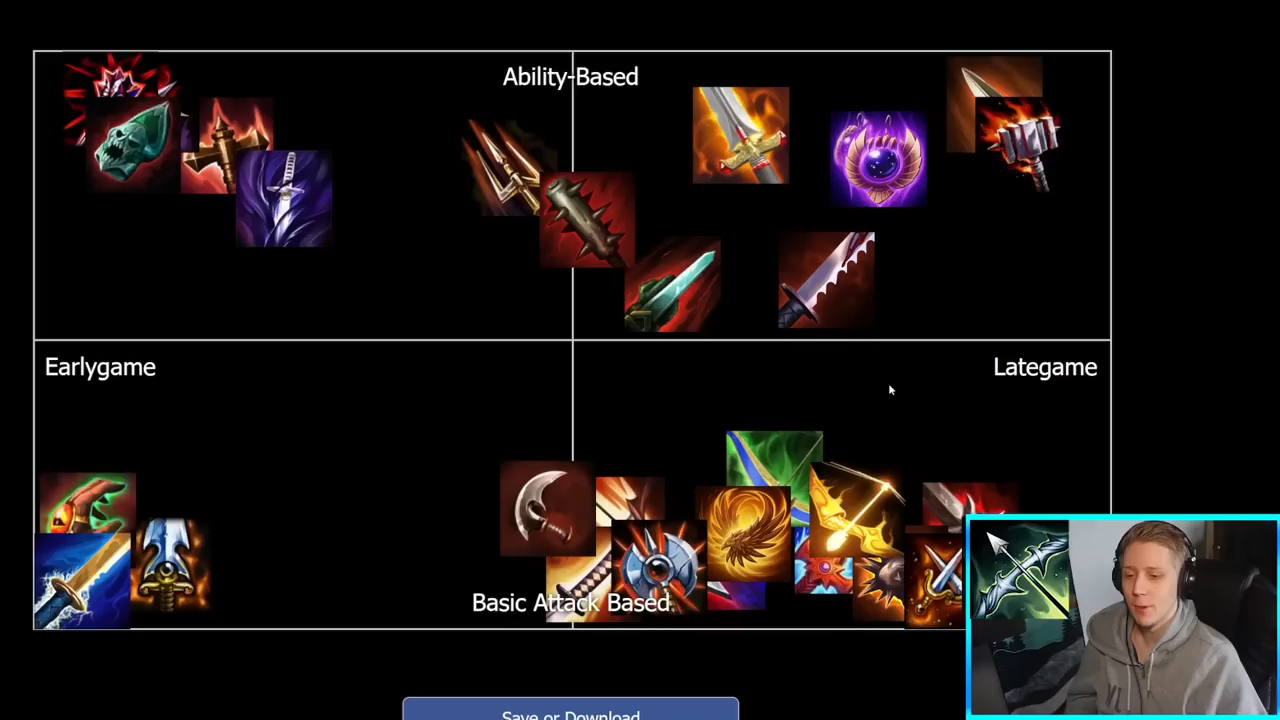 Ability-Based
Earlygame
Lategame
Basic Attack Based
Save or Download